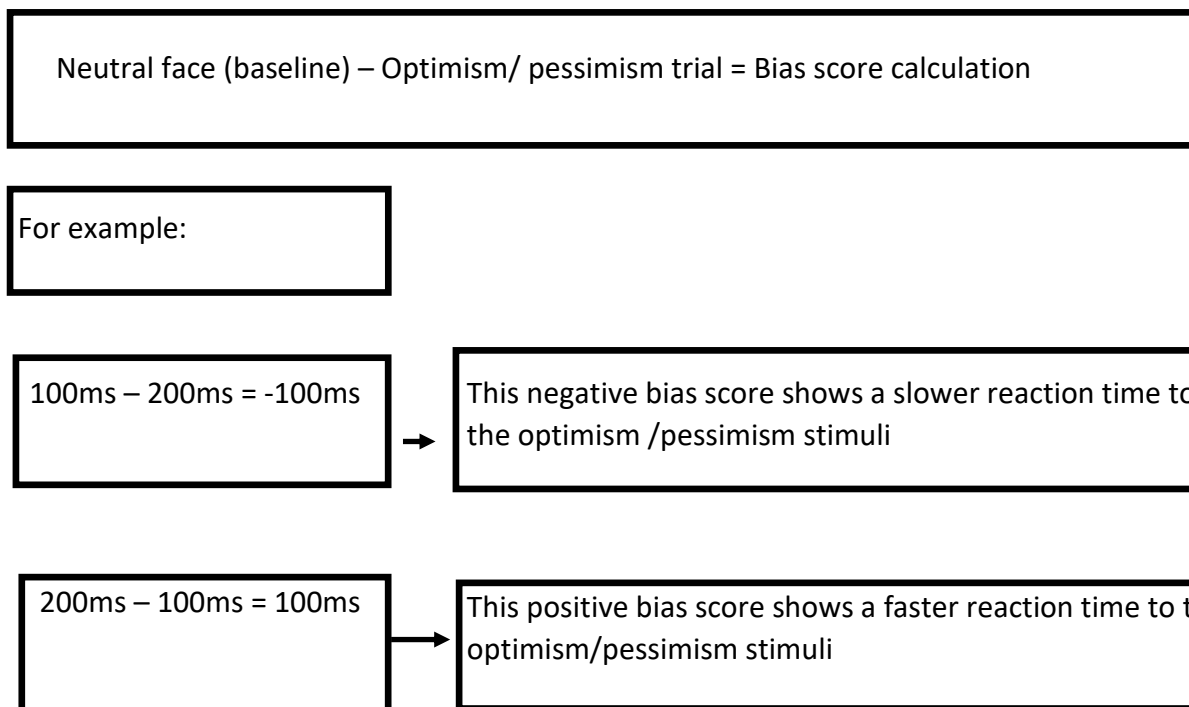 Neutral face (baseline) – Optimism/ pessimism trial = Bias score calculation
For example:
100ms – 200ms = -100ms
This negative bias score shows a slower reaction time to
the optimism /pessimism stimuli
200ms – 100ms = 100ms
This positive bias score shows a faster reaction time to
optimism/pessimism stimuli